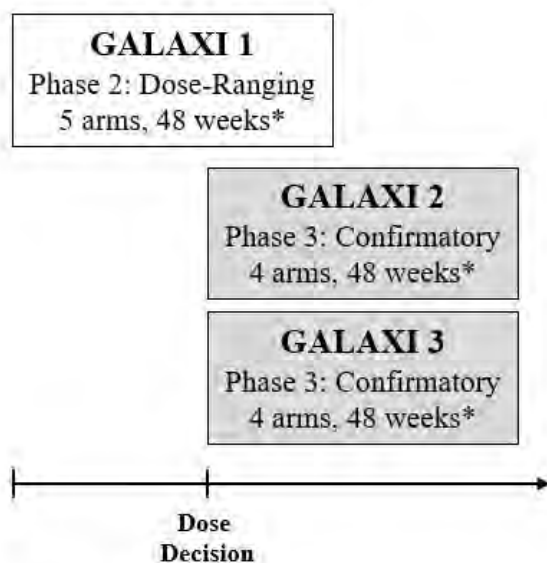 GALAXI 1
Phase 2: Dose-Ranging
5 arms, 48 weeks*
GALAXI 2
Phase 3: Confirmatory
4 arms, 48 weeks*
GALAXI 3
Phase 3: Confirmatory
4 arms, 48 weeks*
Dose
Decision